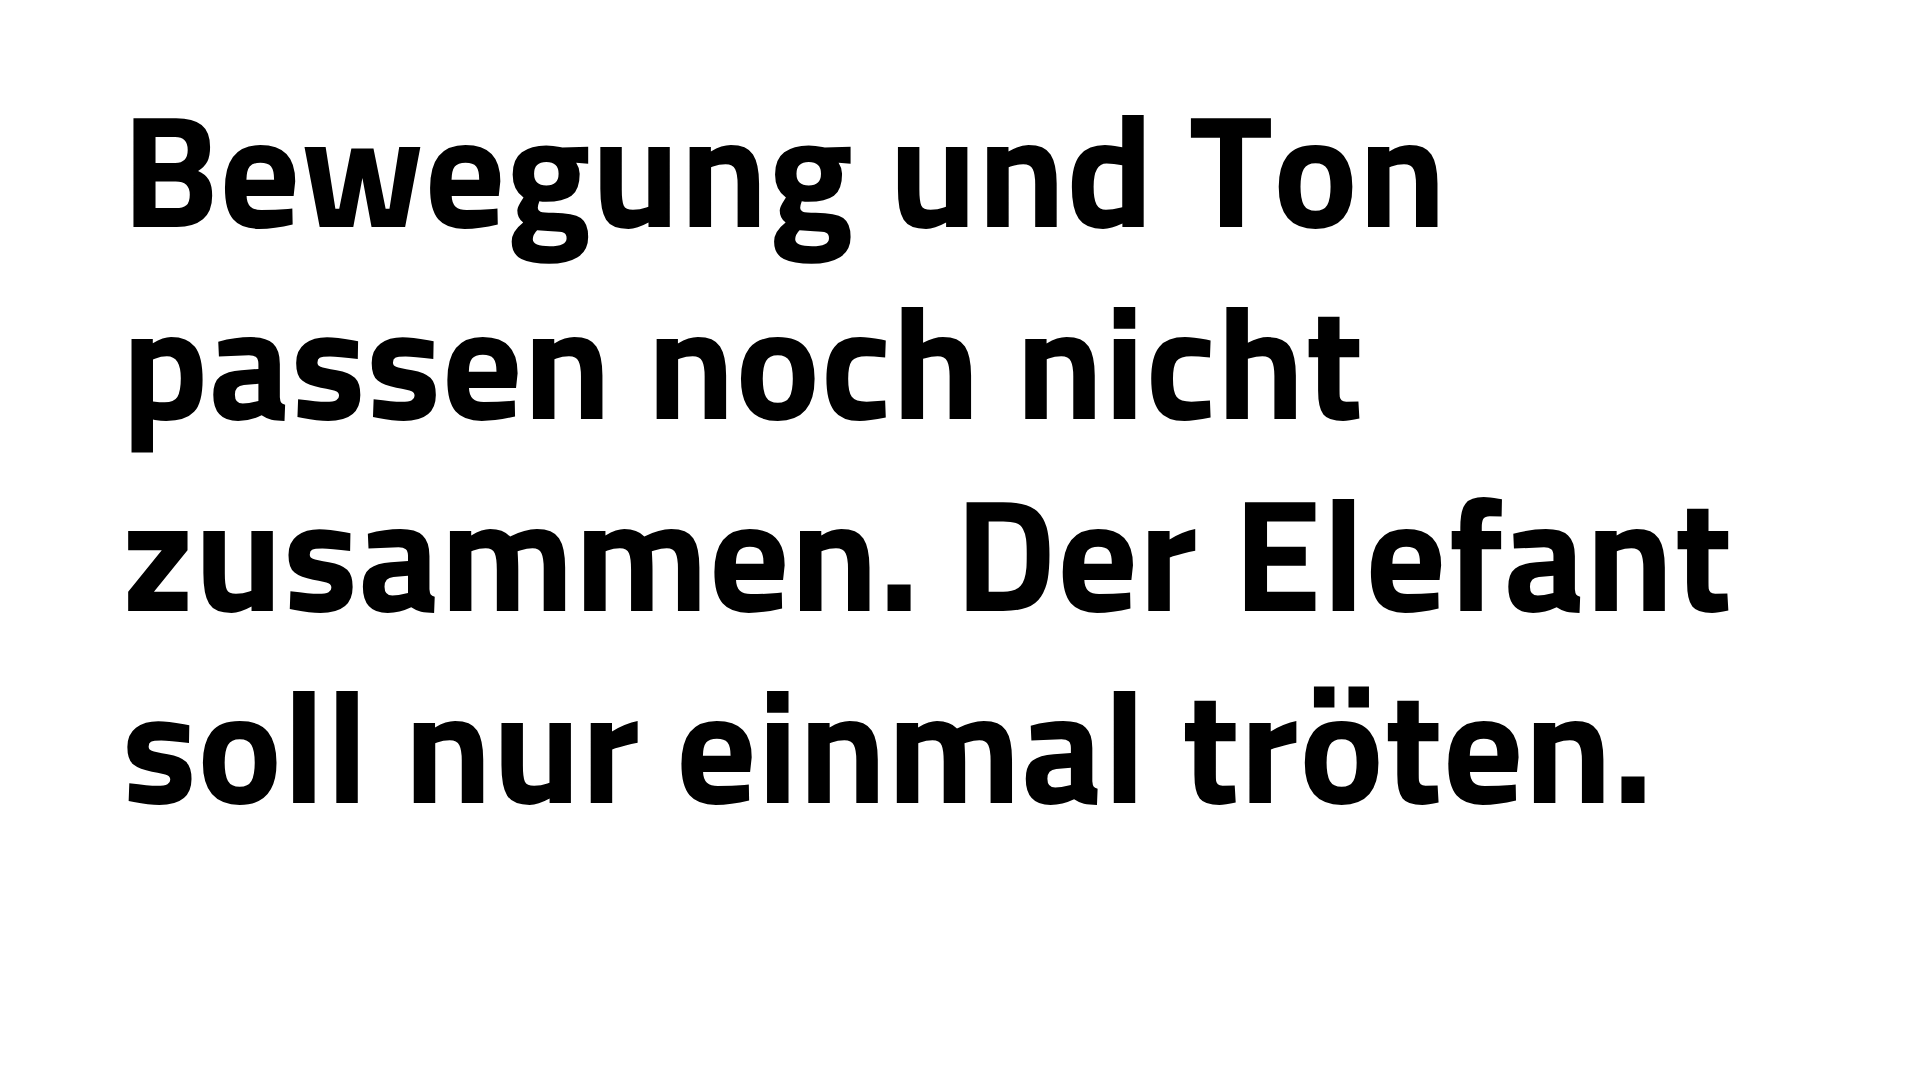 Bewegung und Ton
passen noch nicht
zusammen. Der Elefant
soll nur einmal tröten.